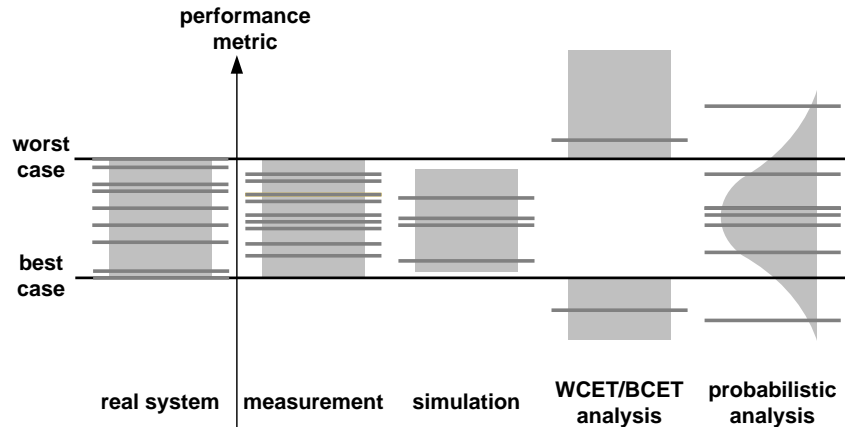 performance
metric
worst
case
best
case
real system
measurement
simulation
WCET/BCET
analysis
probabilistic
analysis